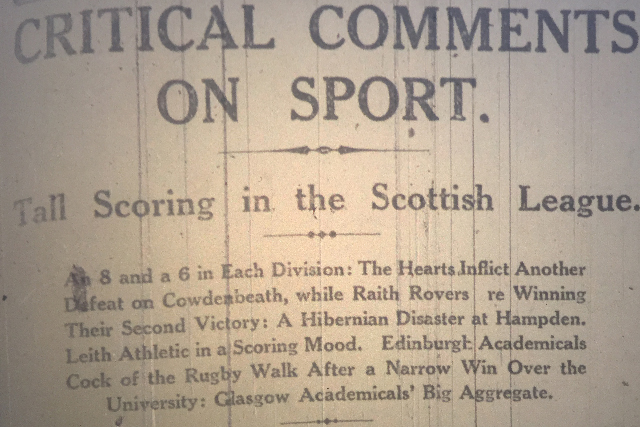 CRITICAL COMMENTS
ON SPORT.
Tall Scoring in the Scottish League.
An 8 and a 6 in Each Division: The Hearts Inflict Another
Defeat on Cowdenbeath, while Raith Rovers re Winning
Their Second Victory: A Hibernian Disaster at Hampden.
Leith Athletic in a Scoring Mood. Edinburgh Academicals
Cock of the Rugby Walk After a Narrow Win Over the
University: Glasgow Academicals' Big Aggregate.